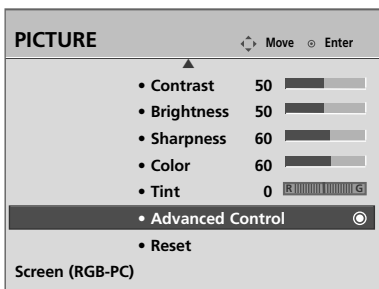 PICTURE Move Enter
• Contrast 50
• Brightness 50
• Sharpness 60
• Color 60
• Tint 0 R G
• Advanced Control
• Reset
Screen (RGB-PC)